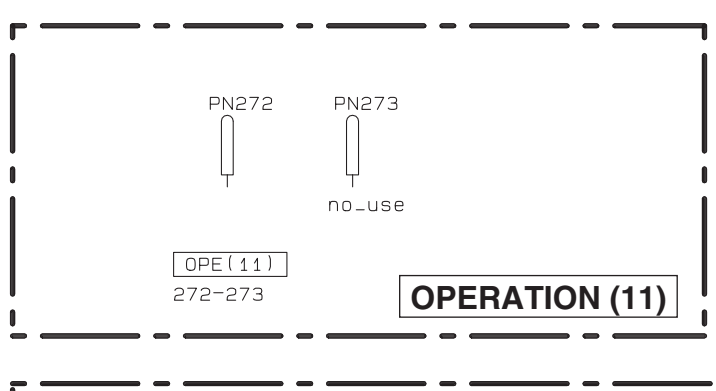 PN272 PN273
no_use
OPE(11)
272-273
OPERATION (11)